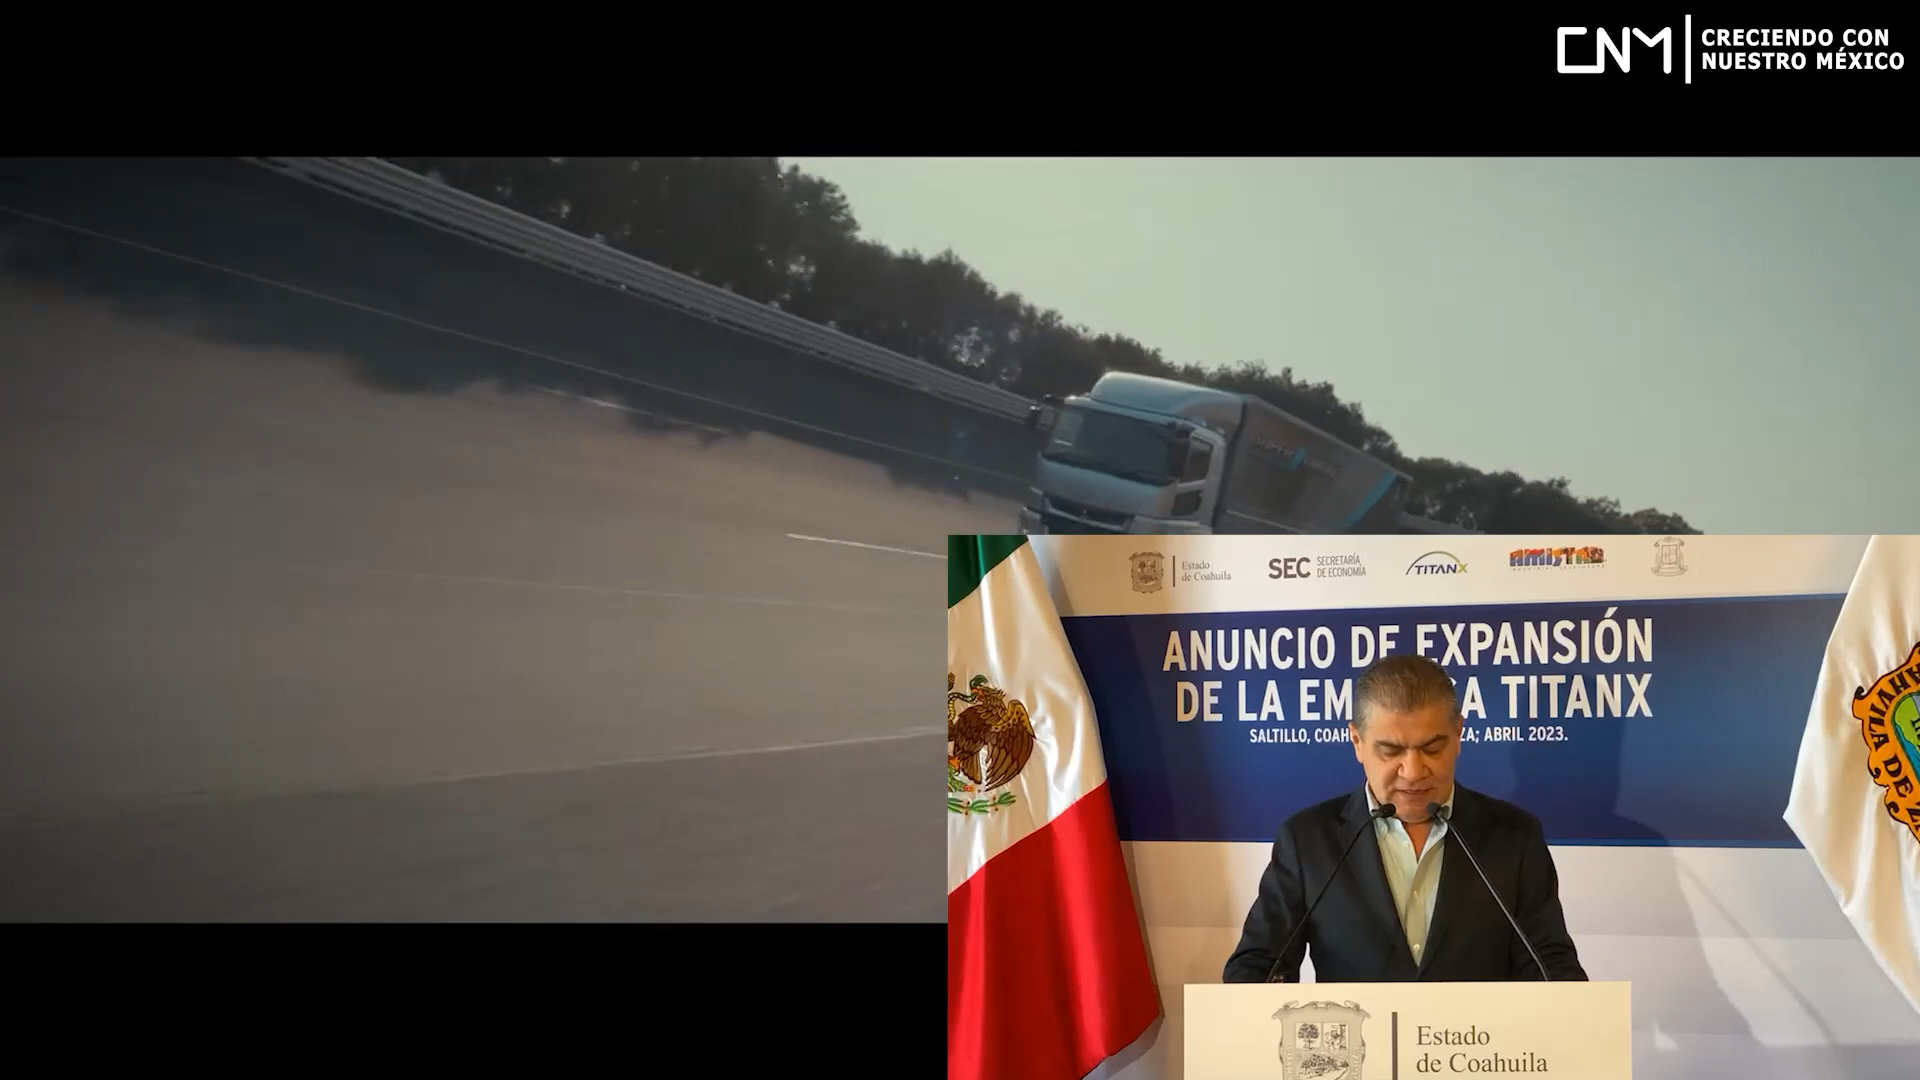 CNM
CRECIENDO CON
NUESTRO MÉXICO
Estado
de Coahuila
SEC
SECRETARÍA
DE ECONOMÍA
TITANX
AMISTAD
ANUNCIO DE EXPANSIÓN
DE LA EM A TITANX
SALTILLO, COAH ZA; ABRIL 2023.
Estado
de Coahuila